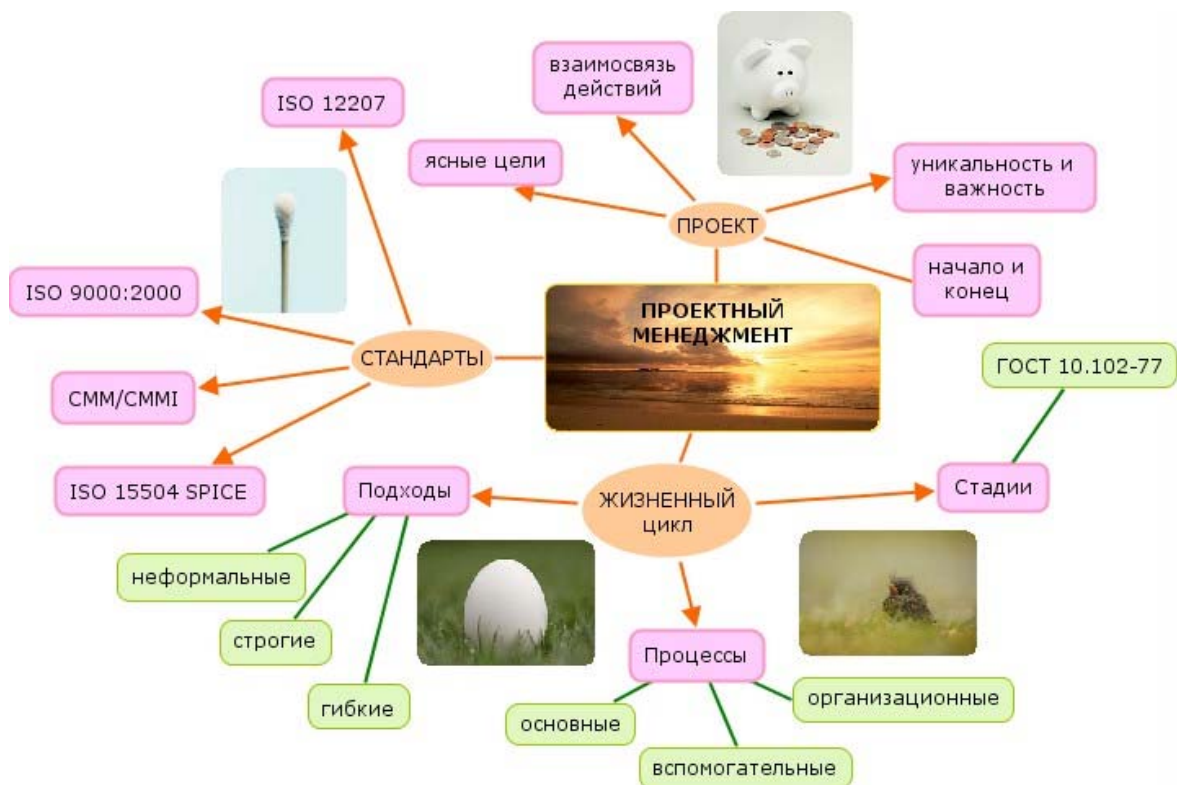 взаимосвязь
действий
ISO 12207
ясные цели
уникальность и
важность
ПРОЕКТ
начало и
конец
ISO 9000:2000
ПРОЕКТНЫЙ
МЕНЕДЖМЕНТ
СТАНДАРТЫ
ГОСТ 10.102-77
CMM/CMMI
ISO 15504 SPICE
Подходы
ЖИЗНЕННЫЙ
цикл
Стадии
неформальные
строгие
гибкие
Процессы
основные
организационные
вспомогательные